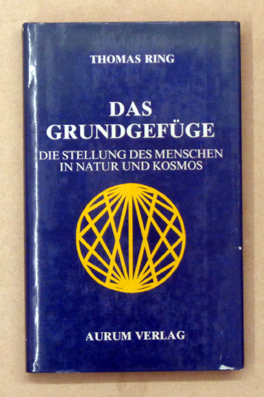 THOMAS RING
DAS
GRUNDGEFÜGE
DIE STELLUNG DES MENSCHEN
IN NATUR UND KOSMOS
AURUM VERLAG